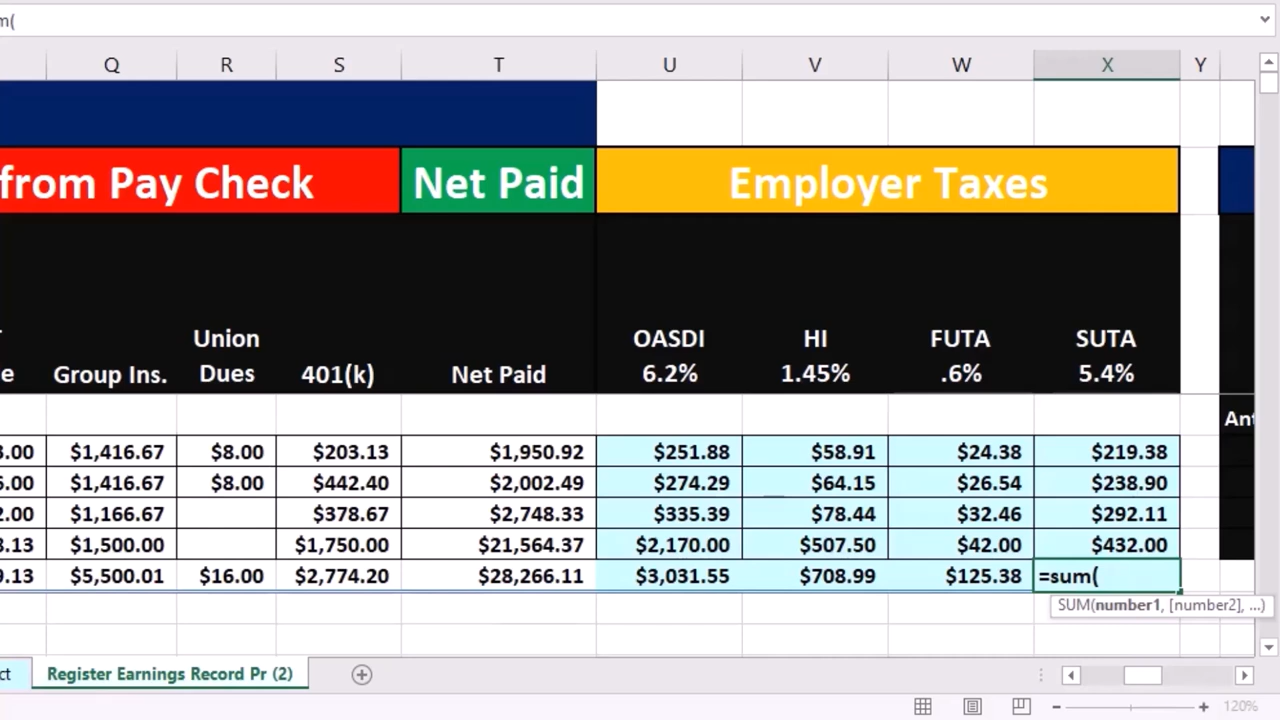 m(
Q R S T U V W X Y
from Pay Check Net Paid Employer Taxes
Union OASDI HI FUTA SUTA
e Group Ins. Dues 401(k) Net Paid 6.2% 1.45% .6% 5.4%
Ant
3.00 $1,416.67 $8.00 $203.13 $1,950.92 $251.88 $58.91 $24.38 $219.38
$1,416.67 $8.00 $442.40 $2,002.49 $274.29 $64.15 $26.54 $238.90
2.00 $1,166.67 $378.67 $2,748.33 $335.39 $78.44 $32.46 $292.11
3.13 $1,500.00 $1,750.00 $21,564.37 $2,170.00 $507.50 $42.00 $432.00
9.13 $5,500.01 $16.00 $2,774.20 $28,266.11 $3,031.55 $708.99 $125.38 =sum(
SUM(number1, [number2], ...)
ct Register Earnings Record Pr (2)
120%